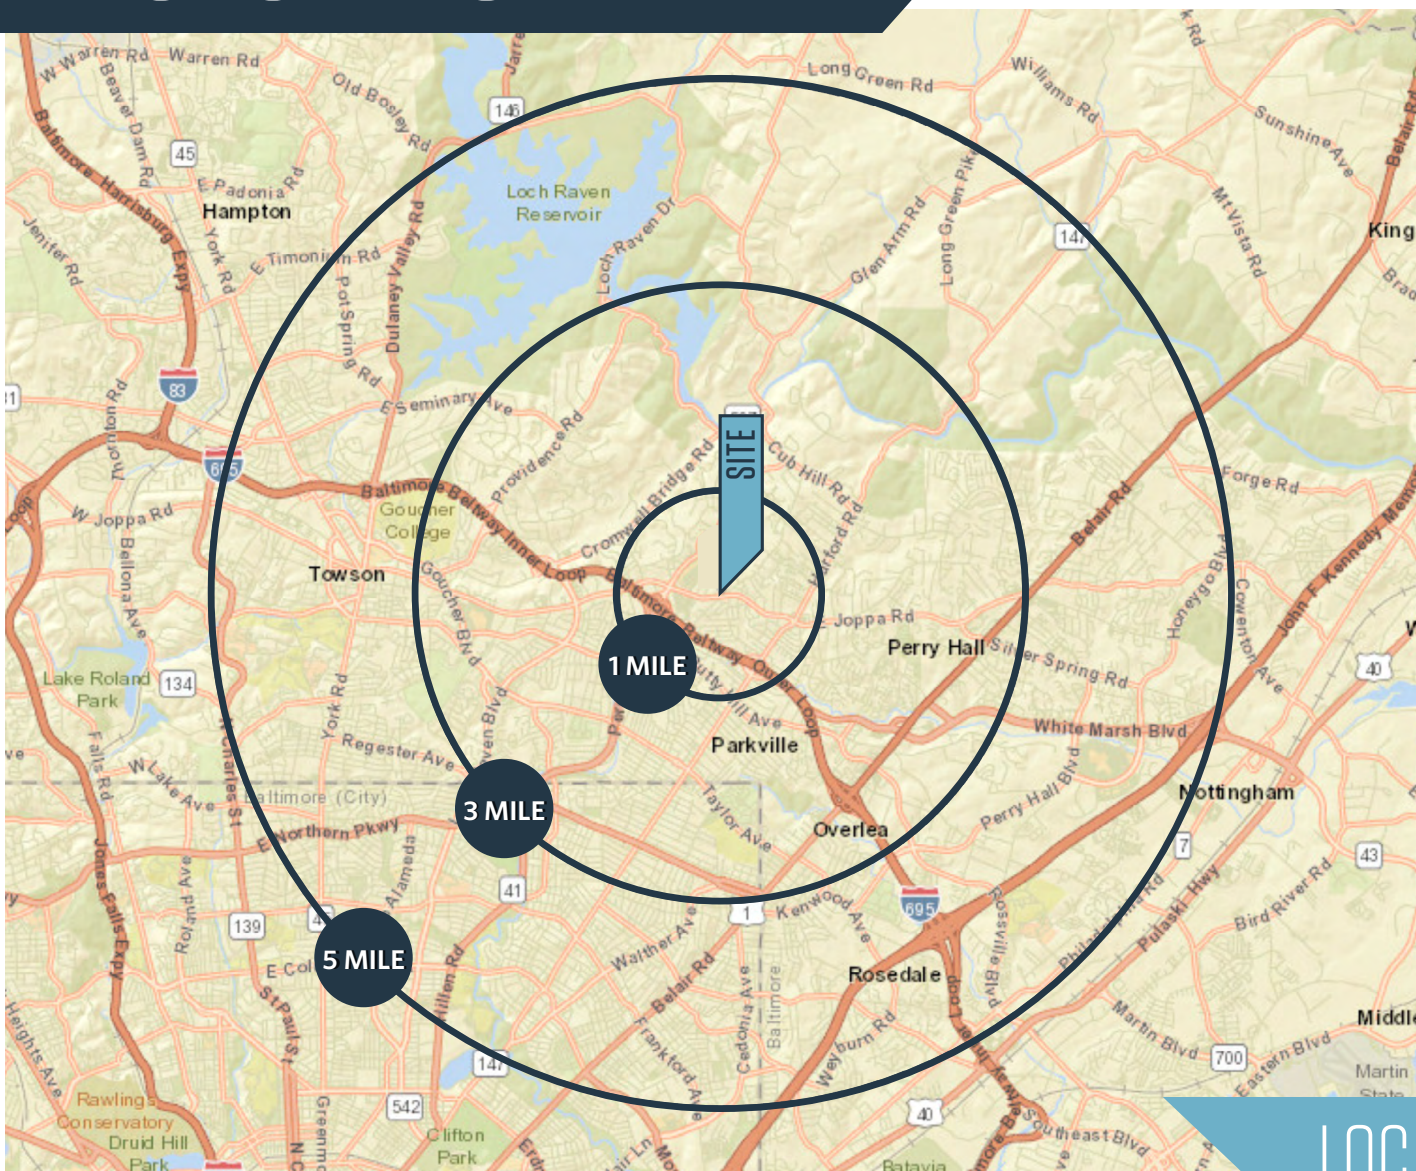 Long Green Rd
Williams Rd
W Warren Rd
Warren Rd
Beaver Dam Rd
Old Bosley Rd
146
Sunshine Ave
Belair Rd
Baltimore Harrisburg Expy
45
E Padonia Rd
Hampton
Loch Raven
Reservoir
Long Green Pike
Mt Vista Rd
Glen Arm Rd
Loch Raven Dr
147
King
Jenifer Rd
York Rd
E Timonium Rd
Dulaney Valley Rd
Pot Spring Rd
83
Thornton Rd
E Seminary Ave
Providence Rd
SITE
Cub Hill Rd
Cromwell Bridge Rd
695
Forge Rd
Baltimore Beltway Inner Loop
Goucher
College
W Joppa Rd
Belair Rd
Harford Rd
Bellona Ave
Towson
Goucher Blvd
Baltimore Beltway Outer Loop
Joppa Rd
Honeygo Blvd
Cowenton Ave
Perry Hall
Silver Spring Rd
1 MILE
40
Lake Roland
Park
134
York Rd
Parkville
White Marsh Blvd
Regester Ave
Falls Rd
W Lake Ave
N Charles St
Baltimore (City)
3 MILE
Taylor Ave
Perry Hall Blvd
Nottingham
E Northern Pkwy
Overlea
7
43
Jones Falls Expy
Roland Ave
Alameda
41
1
Kenwood Ave
695
Rossville Blvd
Philadelphia Rd
Pulaski Hwy
Bird River Rd
139
Walther Ave
5 MILE
Hillen Rd
Belair Rd
Rosedale
St Paul St
Cedonia Ave
Baltimore
Middle
Frankford Ave
Weyburn Rd
Martin Blvd
700
Eastern Blvd
Heights Ave
147
Martin
State
Rawlings
Conservatory
Druid Hill
Park
542
Clifton
Park
40
Southeast Blvd
Batavia
LOC